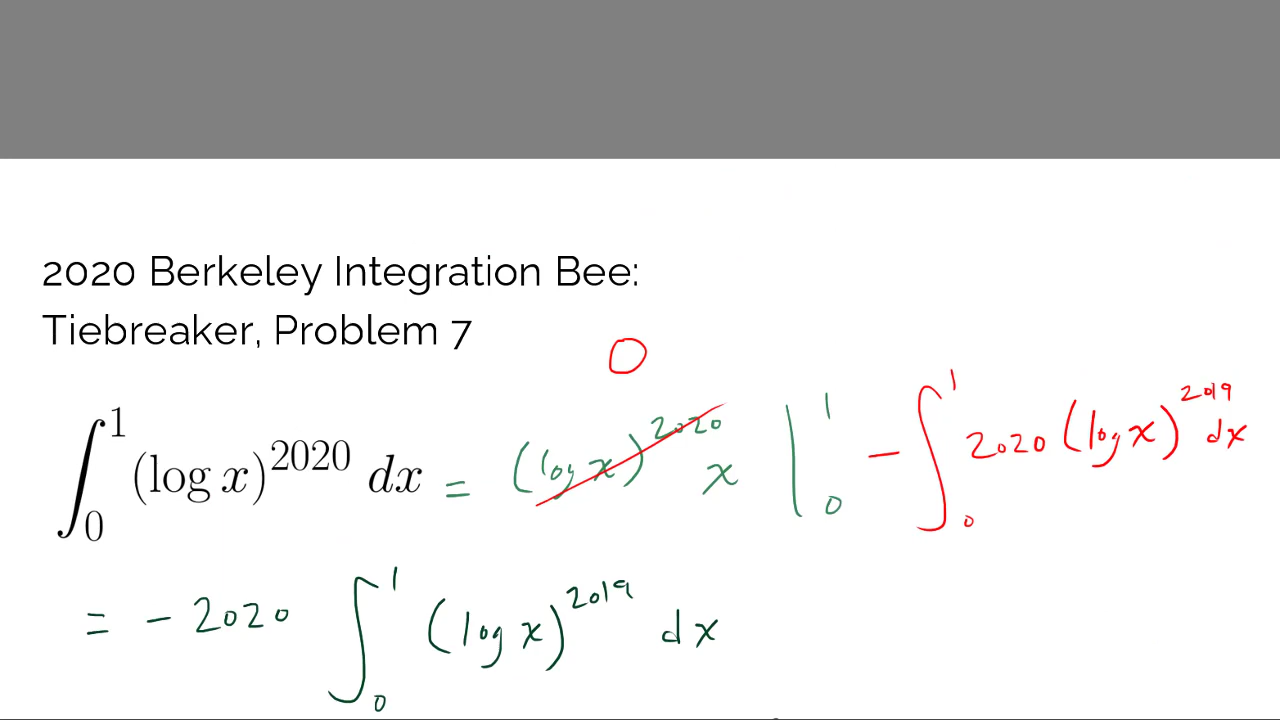 2020 Berkeley Integration Bee:
Tiebreaker, Problem 7
∫₀¹ (log x)²⁰²⁰ dx = (log x)²⁰²⁰ x |₀¹ − ∫₀¹ 2020 (log x)²⁰¹⁹ dx
0
= − 2020 ∫₀¹ (log x)²⁰¹⁹ dx